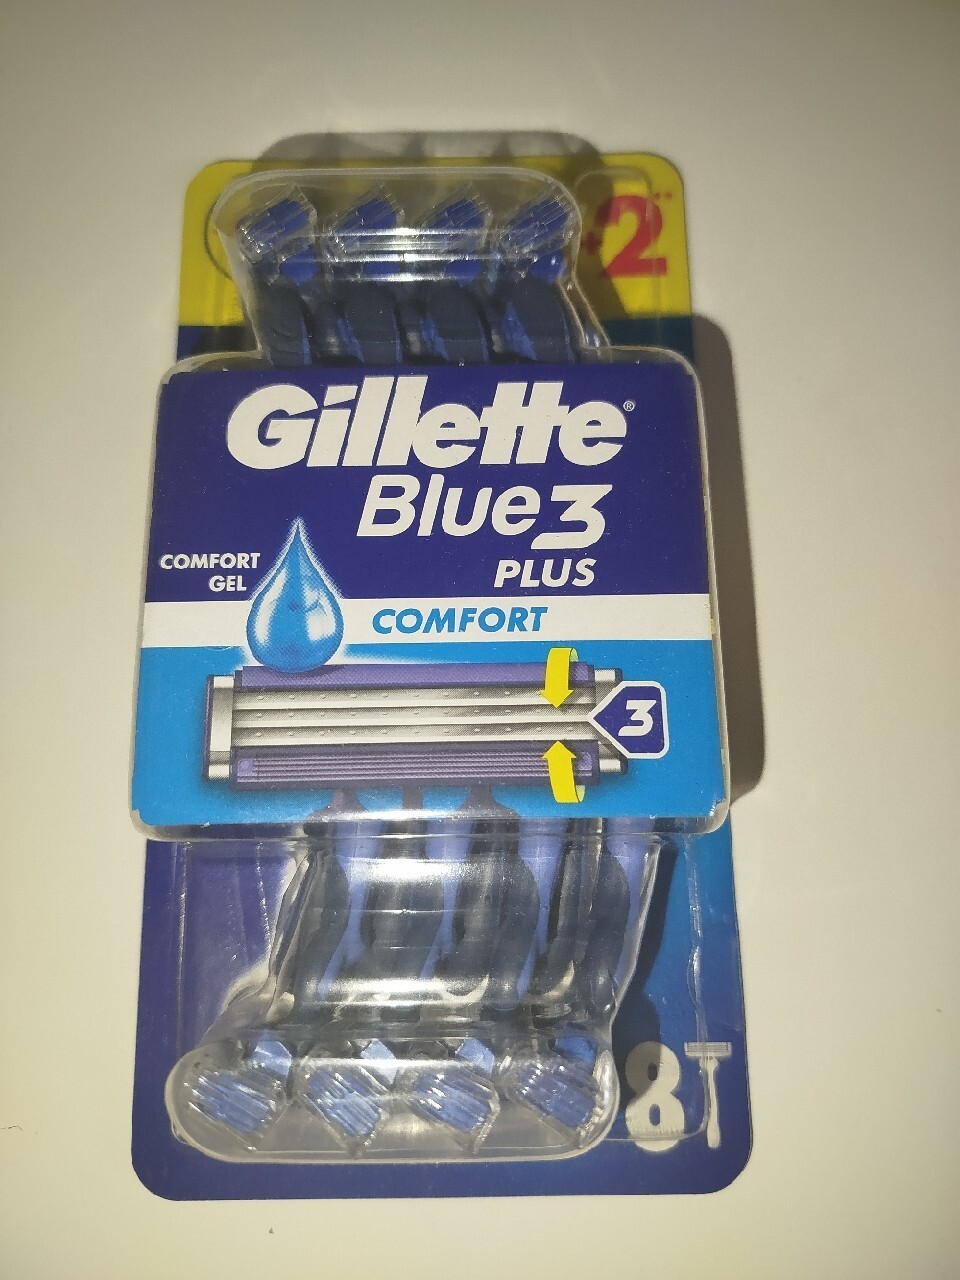 +2
Gillette®
Blue3
PLUS
COMFORT
GEL
COMFORT
3
8